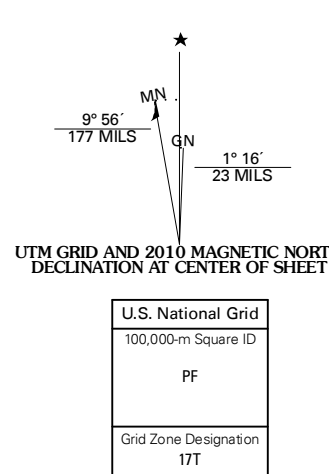 ★
MN
9° 56´
177 MILS
GN
1° 16´
23 MILS
UTM GRID AND 2010 MAGNETIC NORT
DECLINATION AT CENTER OF SHEET
U.S. National Grid
100,000-m Square ID
PF
Grid Zone Designation
17T